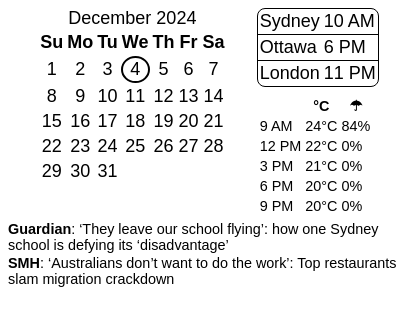 December 2024
Su Mo Tu We Th Fr Sa
1 2 3 4 5 6 7
8 9 10 11 12 13 14
15 16 17 18 19 20 21
22 23 24 25 26 27 28
29 30 31
Sydney 10 AM
Ottawa 6 PM
London 11 PM
°C ☂
9 AM 24°C 84%
12 PM 22°C 0%
3 PM 21°C 0%
6 PM 20°C 0%
9 PM 20°C 0%
Guardian: ‘They leave our school flying’: how one Sydney
school is defying its ‘disadvantage’
SMH: ‘Australians don’t want to do the work’: Top restaurants
slam migration crackdown